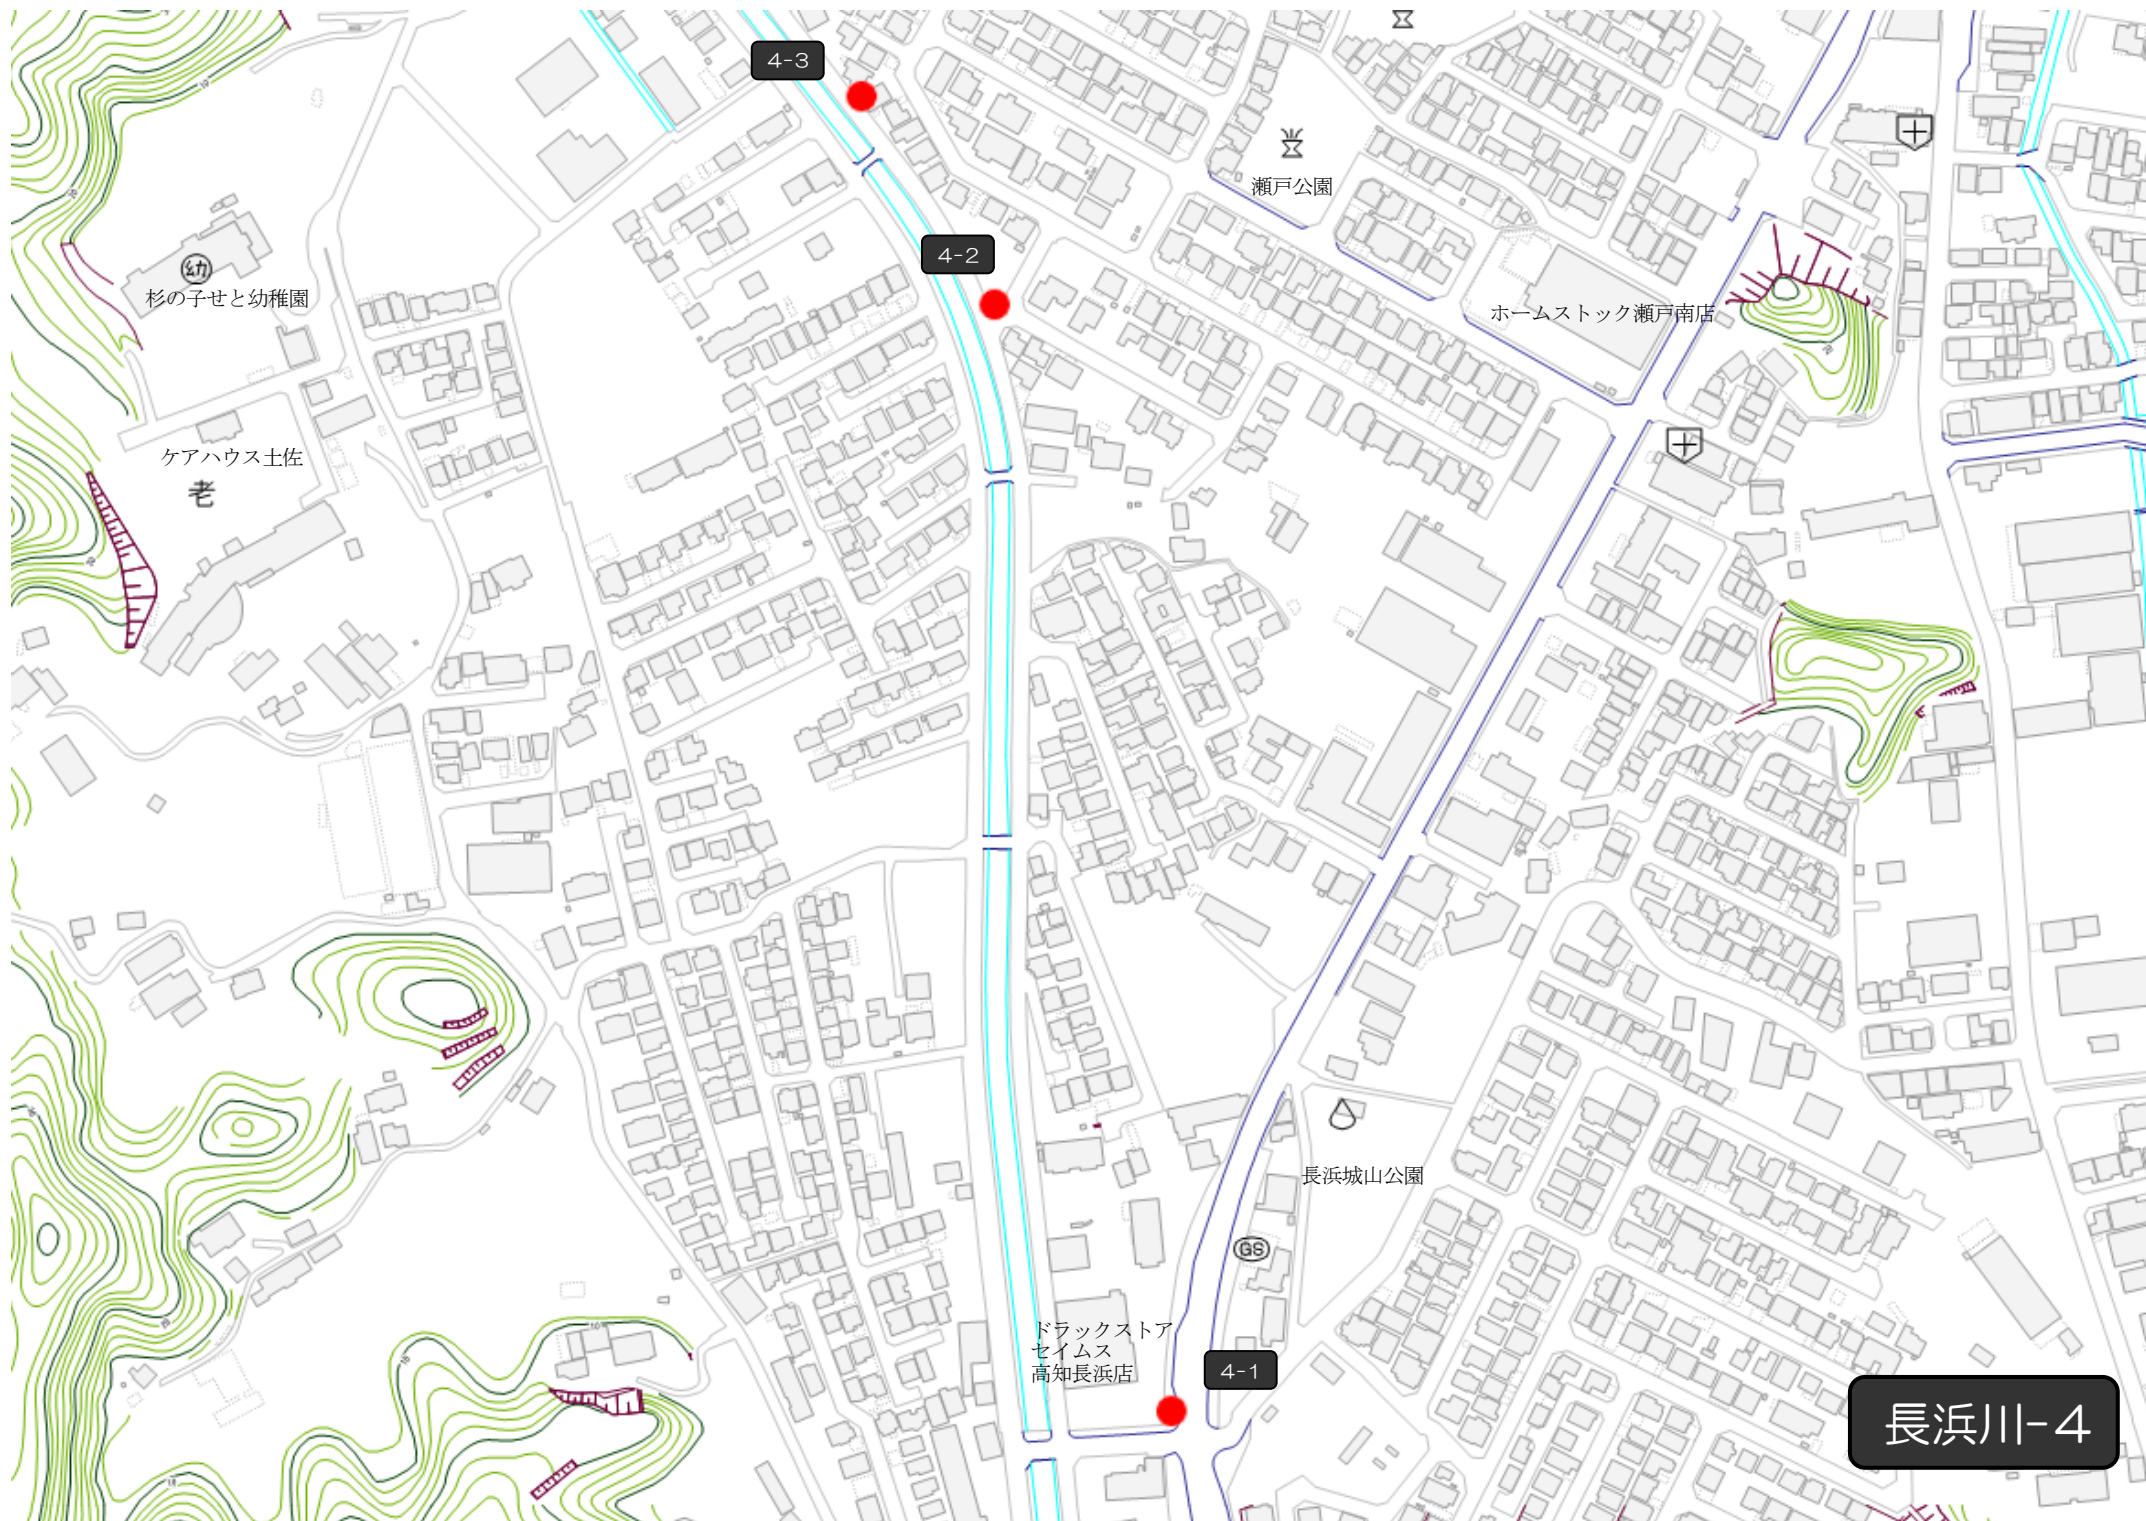 4-3
瀬戸公園
4-2
幼
杉の子せと幼稚園
ホームストック瀬戸南店
ケアハウス土佐
老
長浜城山公園
GS
ドラックストア
セイムス
高知長浜店
4-1
長浜川-4